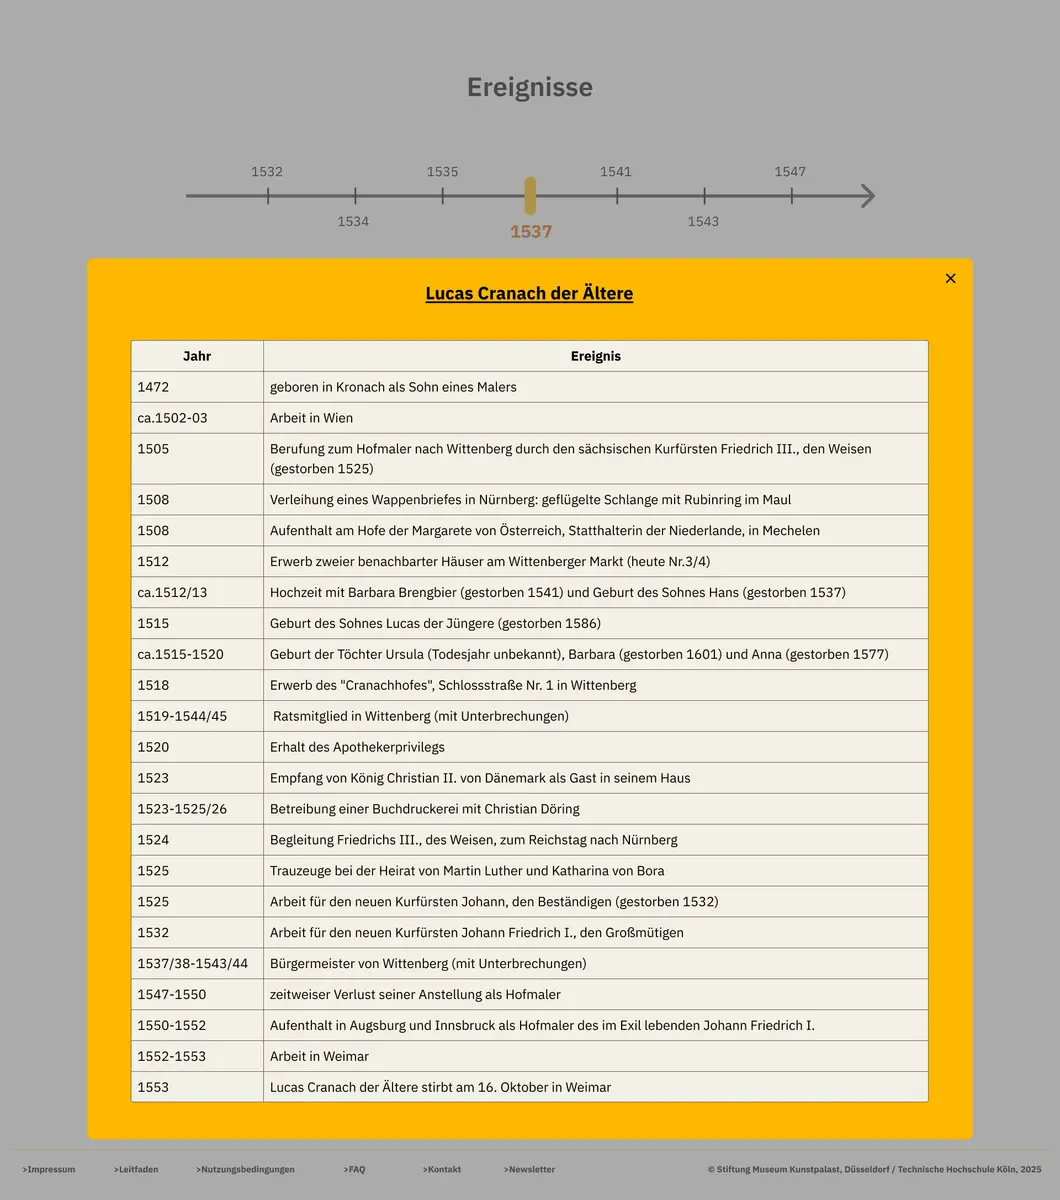 Ereignisse
1532 1535 1541 1547
1534 1537 1543
×
Lucas Cranach der Ältere
Jahr Ereignis
1472 geboren in Kronach als Sohn eines Malers
ca.1502-03 Arbeit in Wien
1505 Berufung zum Hofmaler nach Wittenberg durch den sächsischen Kurfürsten Friedrich III., den Weisen
(gestorben 1525)
1508 Verleihung eines Wappenbriefes in Nürnberg: geflügelte Schlange mit Rubinring im Maul
1508 Aufenthalt am Hofe der Margarete von Österreich, Statthalterin der Niederlande, in Mechelen
1512 Erwerb zweier benachbarter Häuser am Wittenberger Markt (heute Nr.3/4)
ca.1512/13 Hochzeit mit Barbara Brengbier (gestorben 1541) und Geburt des Sohnes Hans (gestorben 1537)
1515 Geburt des Sohnes Lucas der Jüngere (gestorben 1586)
ca.1515-1520 Geburt der Töchter Ursula (Todesjahr unbekannt), Barbara (gestorben 1601) und Anna (gestorben 1577)
1518 Erwerb des "Cranachhofes", Schlossstraße Nr. 1 in Wittenberg
1519-1544/45 Ratsmitglied in Wittenberg (mit Unterbrechungen)
1520 Erhalt des Apothekerprivilegs
1523 Empfang von König Christian II. von Dänemark als Gast in seinem Haus
1523-1525/26 Betreibung einer Buchdruckerei mit Christian Döring
1524 Begleitung Friedrichs III., des Weisen, zum Reichstag nach Nürnberg
1525 Trauzeuge bei der Heirat von Martin Luther und Katharina von Bora
1525 Arbeit für den neuen Kurfürsten Johann, den Beständigen (gestorben 1532)
1532 Arbeit für den neuen Kurfürsten Johann Friedrich I., den Großmütigen
1537/38-1543/44 Bürgermeister von Wittenberg (mit Unterbrechungen)
1547-1550 zeitweiser Verlust seiner Anstellung als Hofmaler
1550-1552 Aufenthalt in Augsburg und Innsbruck als Hofmaler des im Exil lebenden Johann Friedrich I.
1552-1553 Arbeit in Weimar
1553 Lucas Cranach der Ältere stirbt am 16. Oktober in Weimar
>Impressum >Leitfaden >Nutzungsbedingungen >FAQ >Kontakt >Newsletter © Stiftung Museum Kunstpalast, Düsseldorf / Technische Hochschule Köln, 2025